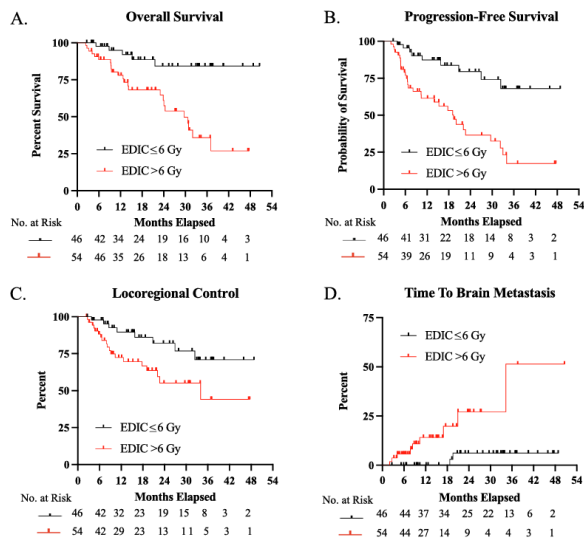 A.
Overall Survival
Percent Survival
100
75
50
25
0
EDIC≤6 Gy
EDIC>6 Gy
0 6 12 18 24 30 36 42 48 54
No. at Risk
Months Elapsed
46 42 34 24 19 16 10 4 3
54 46 35 26 18 13 6 4 1
B.
Progression-Free Survival
Probability of Survival
100
75
50
25
0
EDIC≤6 Gy
EDIC>6 Gy
0 6 12 18 24 30 36 42 48 54
No. at Risk
Months Elapsed
46 41 31 22 18 14 8 3 2
54 39 26 19 11 9 4 3 1
C.
Locoregional Control
Percent
100
75
50
25
0
EDIC≤6 Gy
EDIC>6 Gy
0 6 12 18 24 30 36 42 48 54
No. at Risk
Months Elapsed
46 42 32 23 19 15 8 3 2
54 42 29 23 13 11 5 3 1
D.
Time To Brain Metastasis
Percent
75
50
25
0
EDIC≤6 Gy
EDIC>6 Gy
0 6 12 18 24 30 36 42 48 54
No. at Risk
Months Elapsed
46 44 37 34 25 22 13 6 2
54 44 27 14 9 4 4 3 1